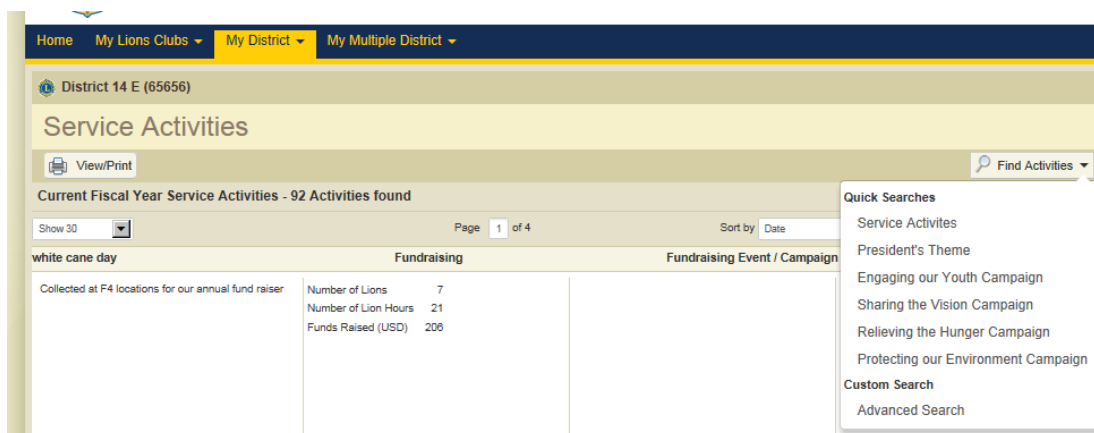 Home My Lions Clubs My District My Multiple District
District 14 E (65656)
Service Activities
View/Print
Find Activities
Current Fiscal Year Service Activities - 92 Activities found
Show 30
Page 1 of 4
Sort by Date
white cane day
Fundraising
Fundraising Event / Campaign
Collected at F4 locations for our annual fund raiser
Number of Lions 7
Number of Lion Hours 21
Funds Raised (USD) 206
Quick Searches
Service Activites
President's Theme
Engaging our Youth Campaign
Sharing the Vision Campaign
Relieving the Hunger Campaign
Protecting our Environment Campaign
Custom Search
Advanced Search